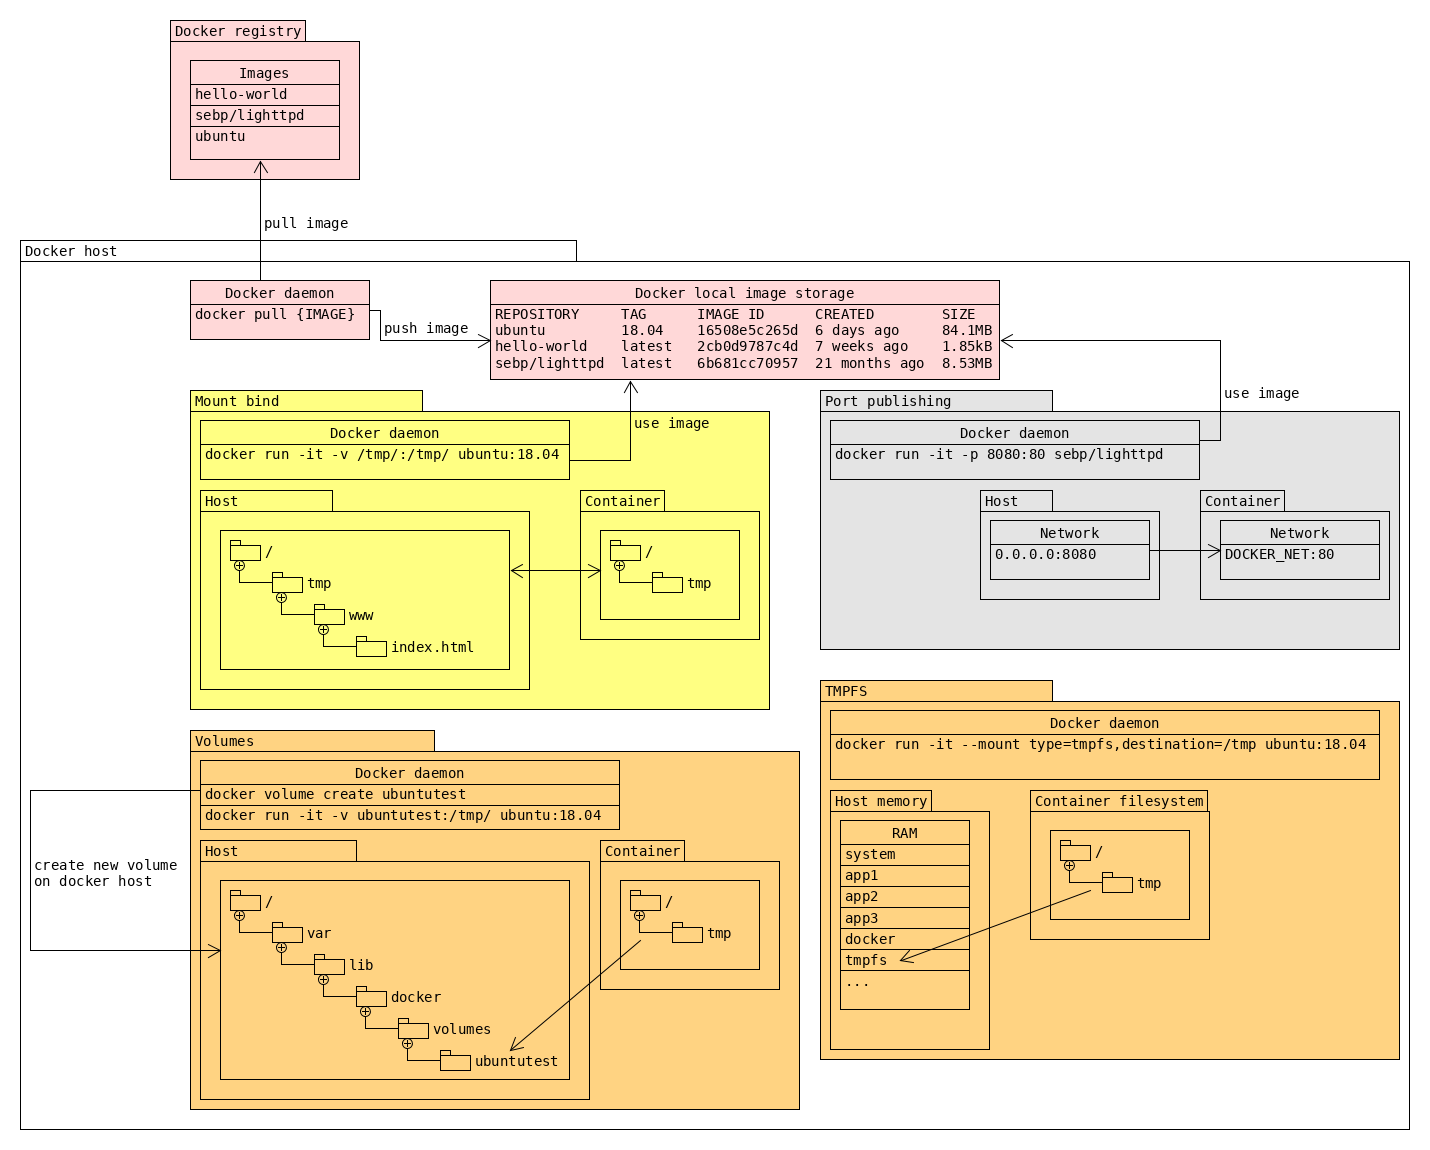 Docker registry
Images
hello-world
sebp/lighttpd
ubuntu
pull image
Docker host
Docker daemon
docker pull {IMAGE}
push image
Docker local image storage
REPOSITORY TAG IMAGE ID CREATED SIZE
ubuntu 18.04 16508e5c265d 6 days ago 84.1MB
hello-world latest 2cb0d9787c4d 7 weeks ago 1.85kB
sebp/lighttpd latest 6b681cc70957 21 months ago 8.53MB
Mount bind
Docker daemon
docker run -it -v /tmp/:/tmp/ ubuntu:18.04
use image
Host
/
tmp
www
index.html
Container
/
tmp
Port publishing
use image
Docker daemon
docker run -it -p 8080:80 sebp/lighttpd
Host
Network
0.0.0.0:8080
Container
Network
DOCKER_NET:80
Volumes
Docker daemon
docker volume create ubuntutest
docker run -it -v ubuntutest:/tmp/ ubuntu:18.04
create new volume
on docker host
Host
/
var
lib
docker
volumes
ubuntutest
Container
/
tmp
TMPFS
Docker daemon
docker run -it --mount type=tmpfs,destination=/tmp ubuntu:18.04
Host memory
RAM
system
app1
app2
app3
docker
tmpfs
...
Container filesystem
/
tmp